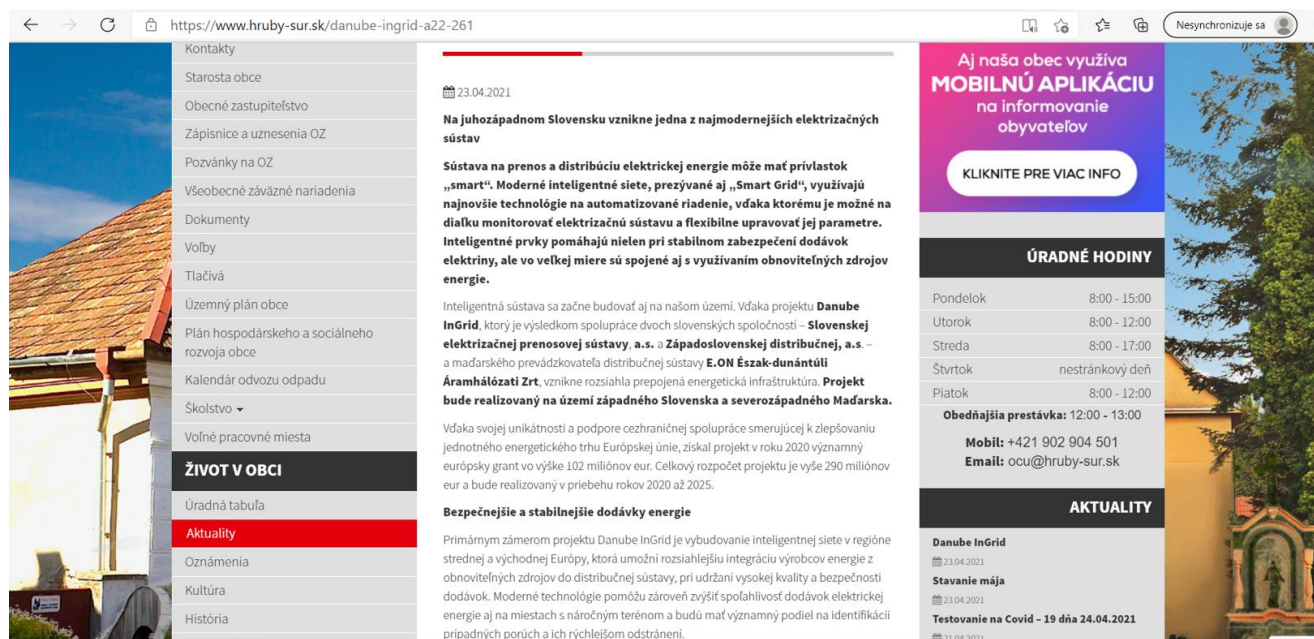 https://www.hruby-sur.sk/danube-ingrid-a22-261
Nesynchronizuje sa
Kontakty
Starosta obce
Obecné zastupiteľstvo
Zápisnice a uznesenia OZ
Pozvánky na OZ
Všeobecné záväzné nariadenia
Dokumenty
Voľby
Tlačivá
Územný plán obce
Plán hospodárskeho a sociálneho
rozvoja obce
Kalendár odvozu odpadu
Školstvo
Voľné pracovné miesta
ŽIVOT V OBCI
Úradná tabuľa
Aktuality
Oznámenia
Kultúra
História
23.04.2021
Na juhozápadnom Slovensku vznikne jedna z najmodernejších elektrizačných
sústav
Sústava na prenos a distribúciu elektrickej energie môže mať prívlastok
„smart“. Moderné inteligentné siete, prezývané aj „Smart Grid“, využívajú
najnovšie technológie na automatizované riadenie, vďaka ktorému je možné na
diaľku monitorovať elektrizačnú sústavu a flexibilne upravovať jej parametre.
Inteligentné prvky pomáhajú nielen pri stabilnom zabezpečení dodávok
elektriny, ale vo veľkej miere sú spojené aj s využívaním obnoviteľných zdrojov
energie.
Inteligentná sústava sa začne budovať aj na našom území. Vďaka projektu Danube
InGrid, ktorý je výsledkom spolupráce dvoch slovenských spoločností – Slovenskej
elektrizačnej prenosovej sústavy, a.s. a Západoslovenskej distribučnej, a.s. –
a maďarského prevádzkovateľa distribučnej sústavy E.ON Észak-dunántúli
Áramhálózati Zrt, vznikne rozsiahla prepojená energetická infraštruktúra. Projekt
bude realizovaný na území západného Slovenska a severozápadného Maďarska.
Vďaka svojej unikátnosti a podpore cezhraničnej spolupráce smerujúcej k zlepšovaniu
jednotného energetického trhu Európskej únie, získal projekt v roku 2020 významný
európsky grant vo výške 102 miliónov eur. Celkový rozpočet projektu je vyše 290 miliónov
eur a bude realizovaný v priebehu rokov 2020 až 2025.
Bezpečnejšie a stabilnejšie dodávky energie
Primárnym zámerom projektu Danube InGrid je vybudovanie inteligentnej siete v regióne
strednej a východnej Európy, ktorá umožní rozsiahlejšiu integráciu výrobcov energie z
obnoviteľných zdrojov do distribučnej sústavy, pri udržaní vysokej kvality a bezpečnosti
dodávok. Moderné technológie pomôžu zároveň zvýšiť spoľahlivosť dodávok elektrickej
energie aj na miestach s náročným terénom a budú mať významný podiel na identifikácii
prípadných porúch a ich rýchlejšom odstránení.
Aj naša obec využíva
MOBILNÚ APLIKÁCIU
na informovanie
obyvateľov
KLIKNITE PRE VIAC INFO
ÚRADNÉ HODINY
Pondelok 8:00 - 15:00
Utorok 8:00 - 12:00
Streda 8:00 - 17:00
Štvrtok nestránkový deň
Piatok 8:00 - 12:00
Obedňajšia prestávka: 12:00 - 13:00
Mobil: +421 902 904 501
Email: ocu@hruby-sur.sk
AKTUALITY
Danube InGrid
23.04.2021
Stavanie mája
23.04.2021
Testovanie na Covid – 19 dňa 24.04.2021
21.04.2021